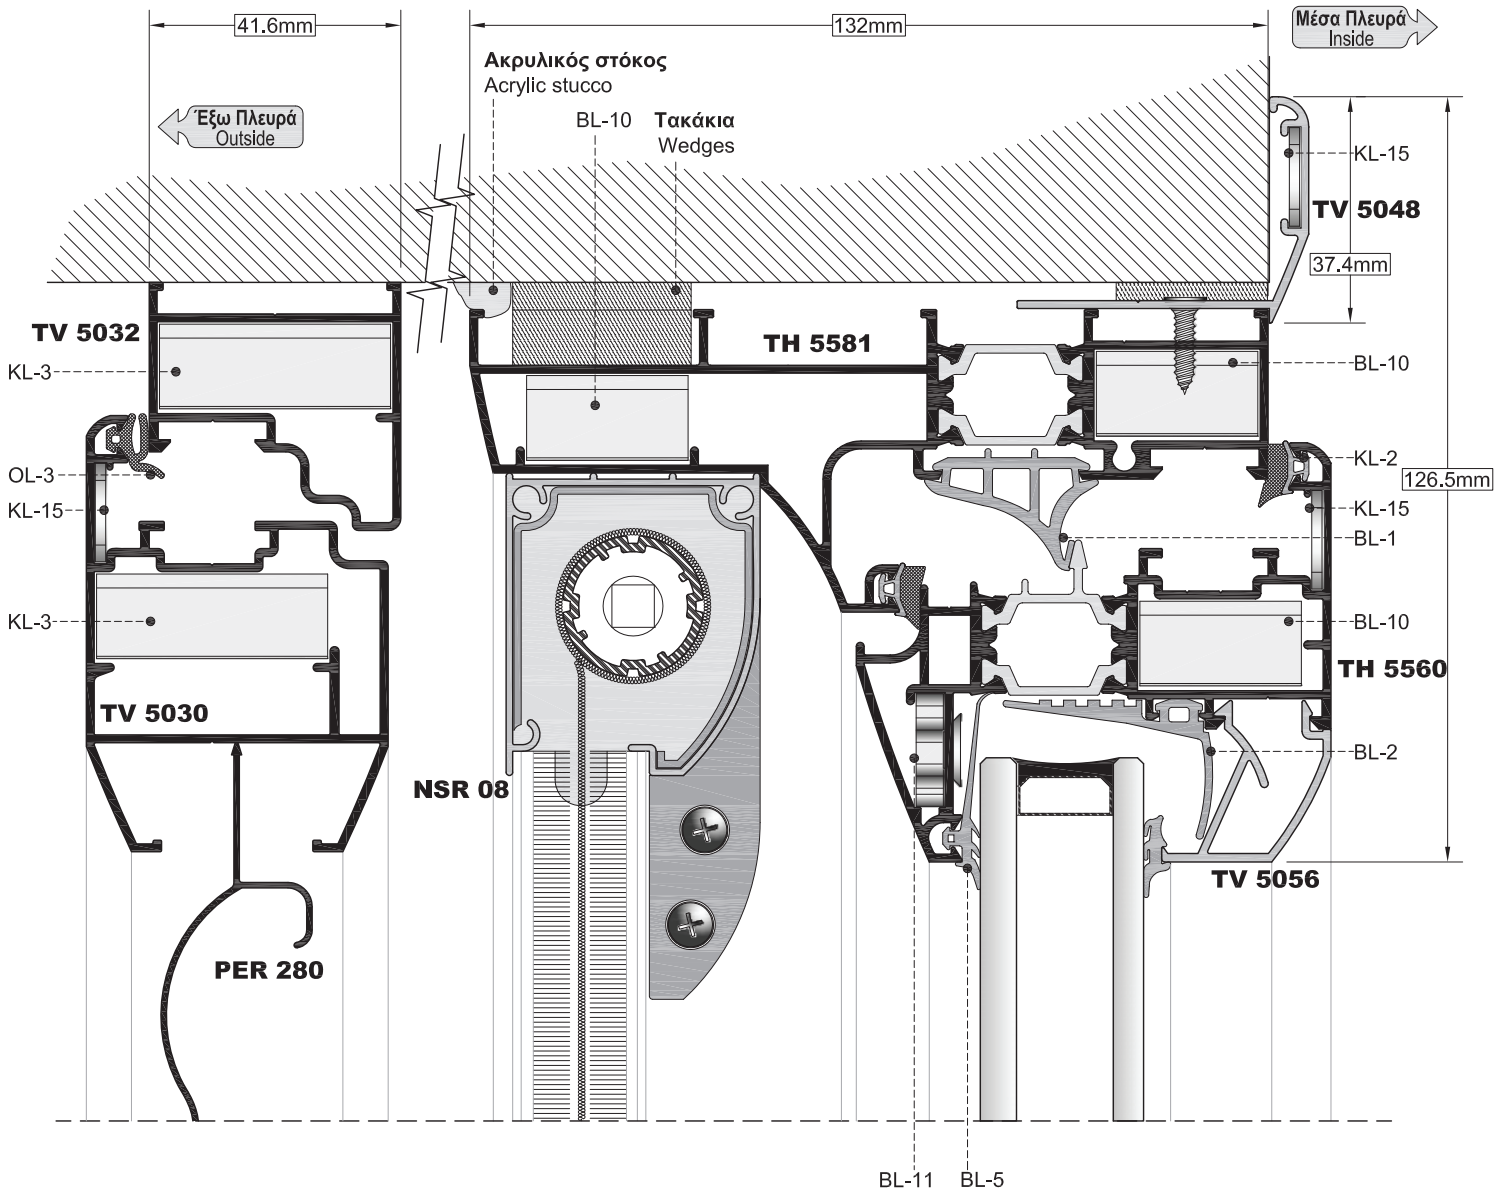 41.6mm
132mm
Μέσα Πλευρά
Inside
Ακρυλικός στόκος
Acrylic stucco
Έξω Πλευρά
Outside
BL-10
Τακάκια
Wedges
KL-15
TV 5048
37.4mm
TV 5032
TH 5581
KL-3
BL-10
OL-3
KL-2
126.5mm
KL-15
KL-15
BL-1
KL-3
BL-10
TH 5560
TV 5030
BL-2
NSR 08
TV 5056
PER 280
BL-11
BL-5